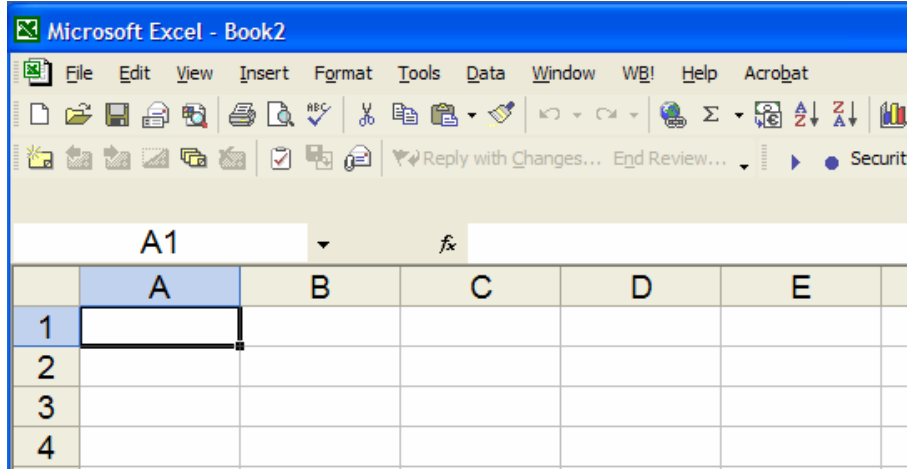 Microsoft Excel - Book2
File Edit View Insert Format Tools Data Window WB! Help Acrobat
ABC Σ A Z Z A
Reply with Changes... End Review... Securit
A1 fx
A B C D E
1
2
3
4